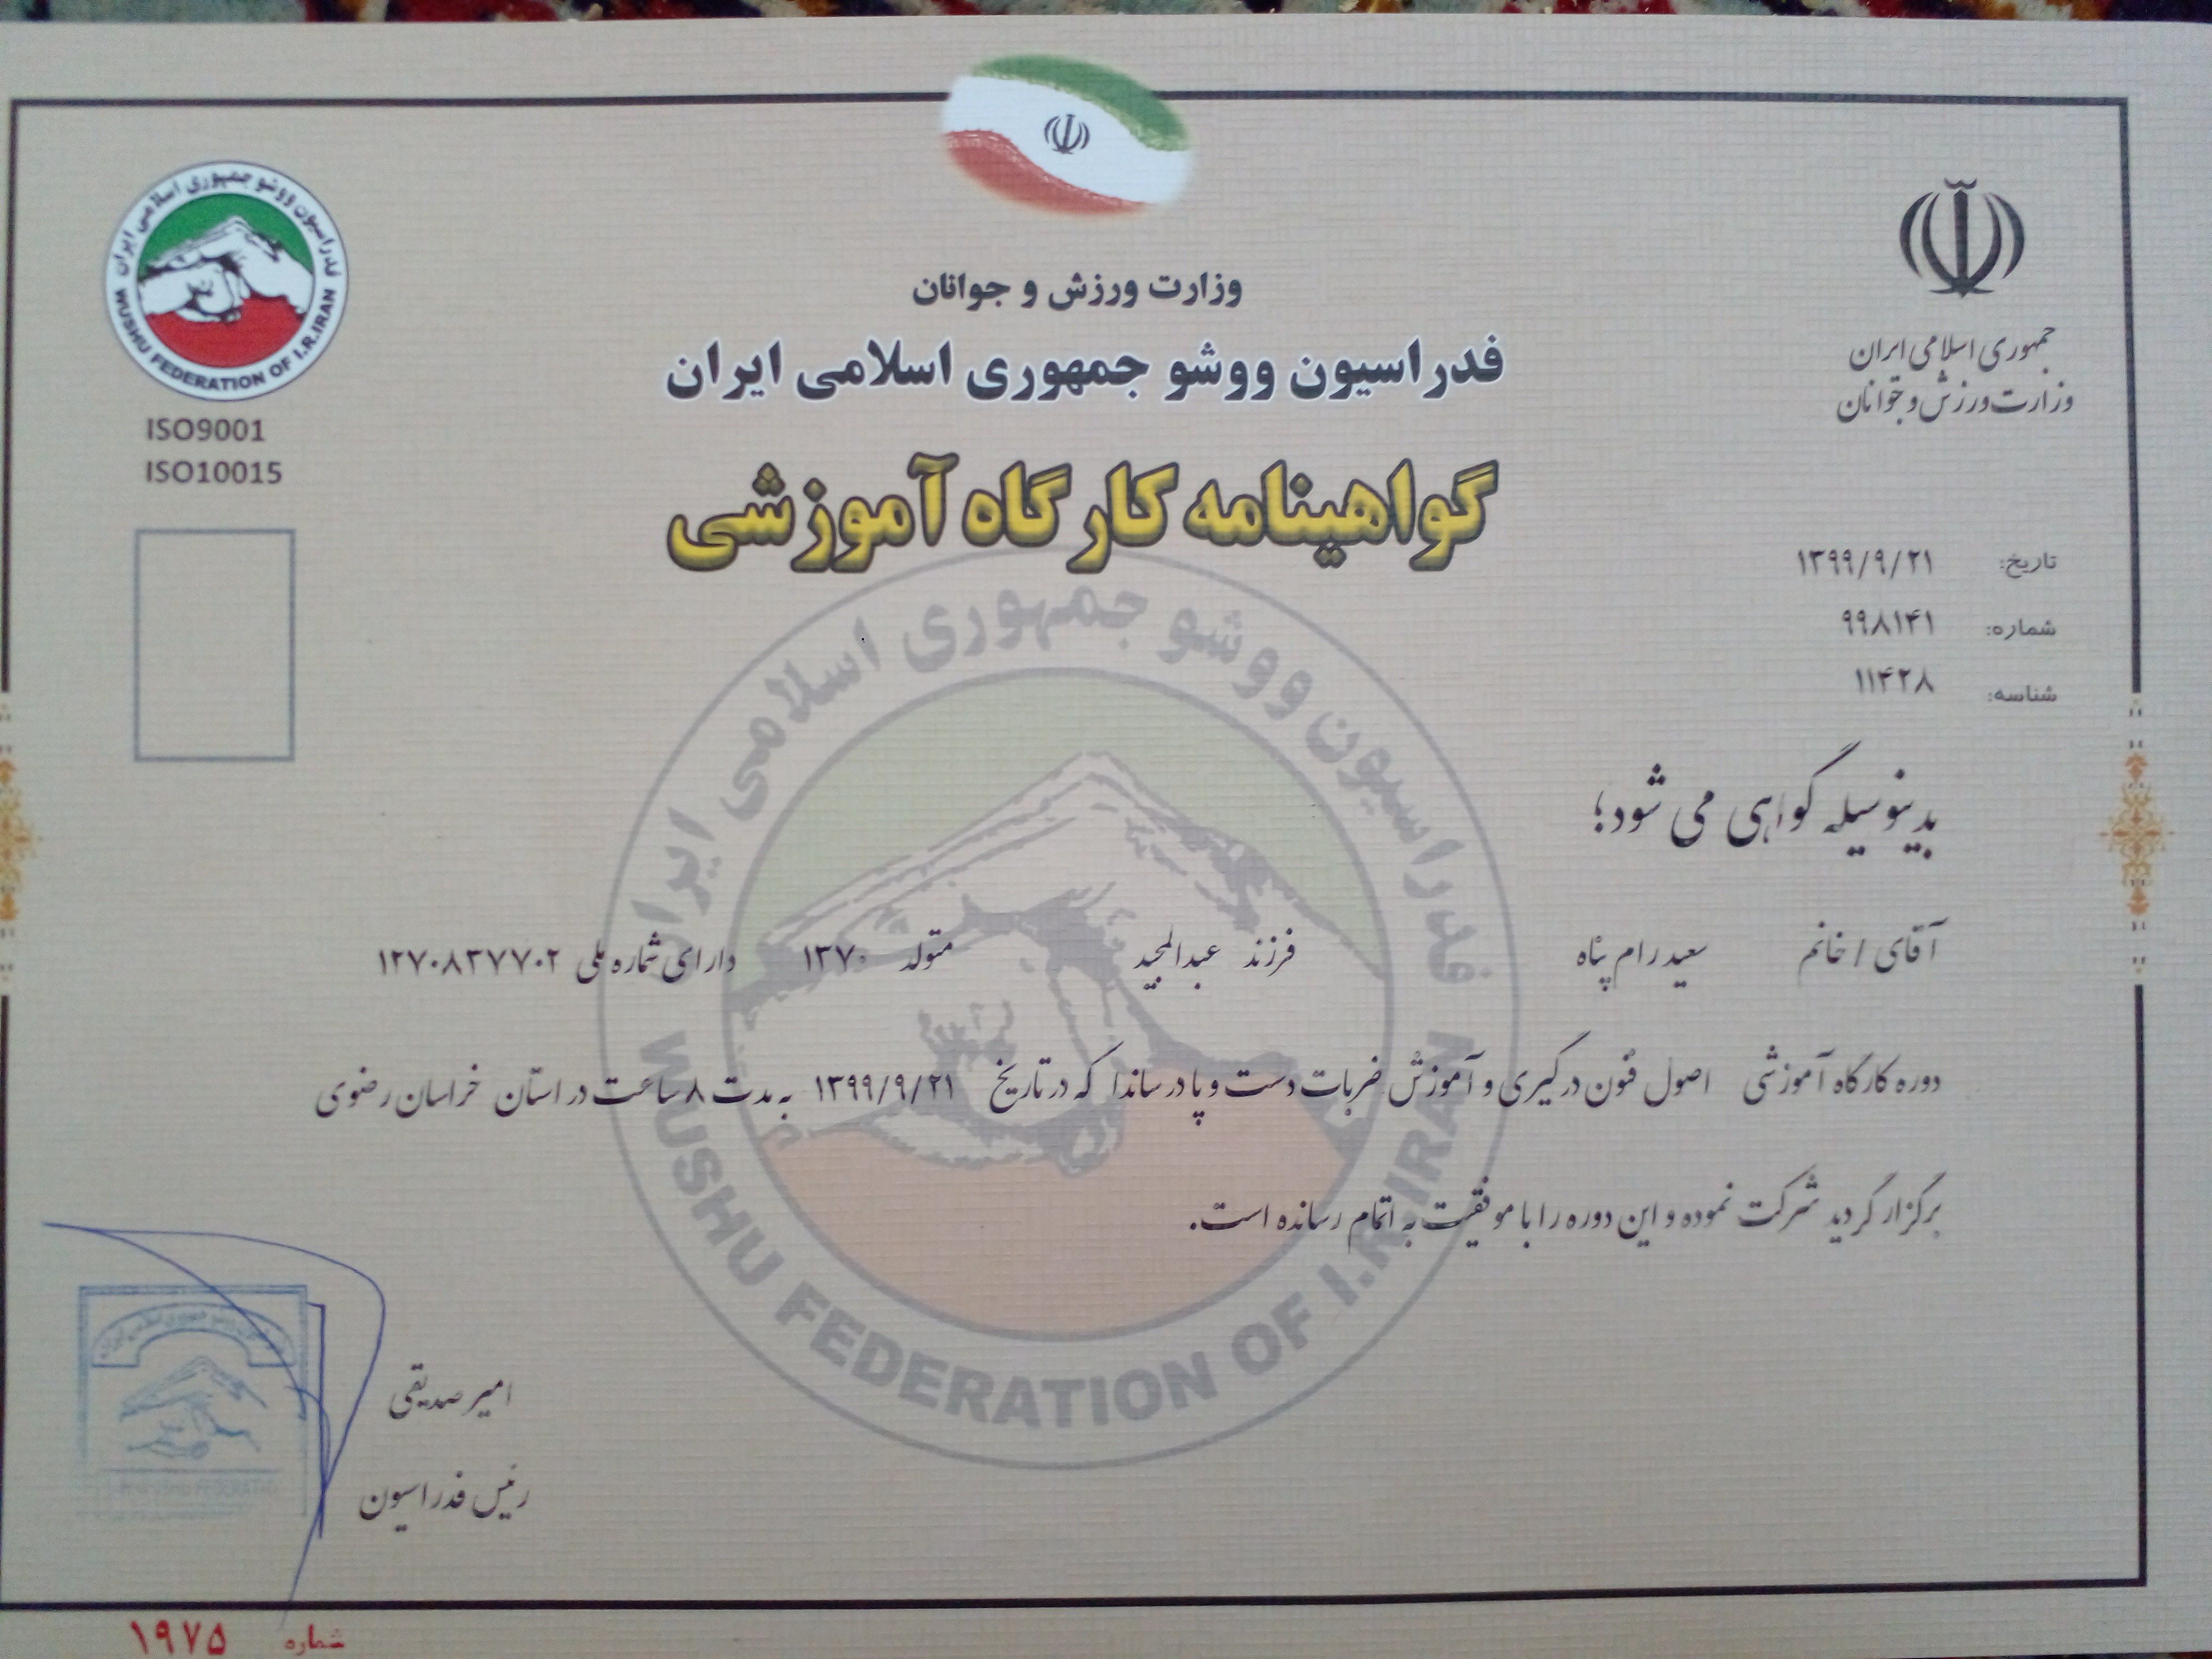 فدراسیون ووشو جمهوری اسلامی ایران
WUSHU FEDERATION OF I.R.IRAN
ISO9001
ISO10015
جمهوری اسلامی ایران
وزارت ورزش و جوانان
وزارت ورزش و جوانان
فدراسیون ووشو جمهوری اسلامی ایران
گواهینامه کارگاه آموزشی
تاریخ: ۱۳۹۹/۹/۲۱
شماره: ۹۹۸۱۴۱
شناسه: ۱۱۴۲۸
فدراسیون ووشو جمهوری اسلامی ایران
WUSHU FEDERATION OF I.R.IRAN
بدینوسیله گواهی می شود؛
آقای / خانم سعید رام پناه فرزند عبدالمجید متولد ۱۳۷۰ دارای شماره ملی ۱۲۷۰۸۳۷۷۰۲
دوره کارگاه آموزشی اصول فنون درگیری و آموزش ضربات دست و پا در ساندا که در تاریخ ۱۳۹۹/۹/۲۱ به مدت ۸ ساعت در استان خراسان رضوی
برگزار گردید شرکت نموده و این دوره را با موفقیت به اتمام رسانده است.
امیر صدیقی
رئیس فدراسیون
شماره ۱۹۷۵